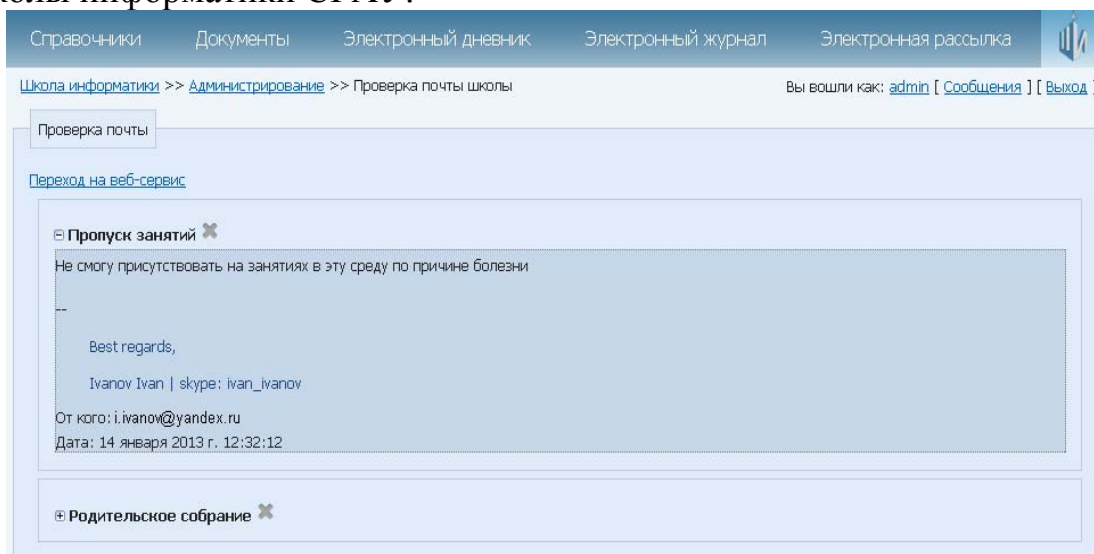 информатики
Справочники Документы Электронный дневник Электронный журнал Электронная рассылка
Школа информатики >> Администрирование >> Проверка почты школы Вы вошли как: admin [ Сообщения ] [ Выход ]
Проверка почты
Переход на веб-сервис
Пропуск занятий
Не смогу присутствовать на занятиях в эту среду по причине болезни
--
Best regards,
Ivanov Ivan | skype: ivan_ivanov
От кого: i.ivanov@yandex.ru
Дата: 14 января 2013 г. 12:32:12
Родительское собрание